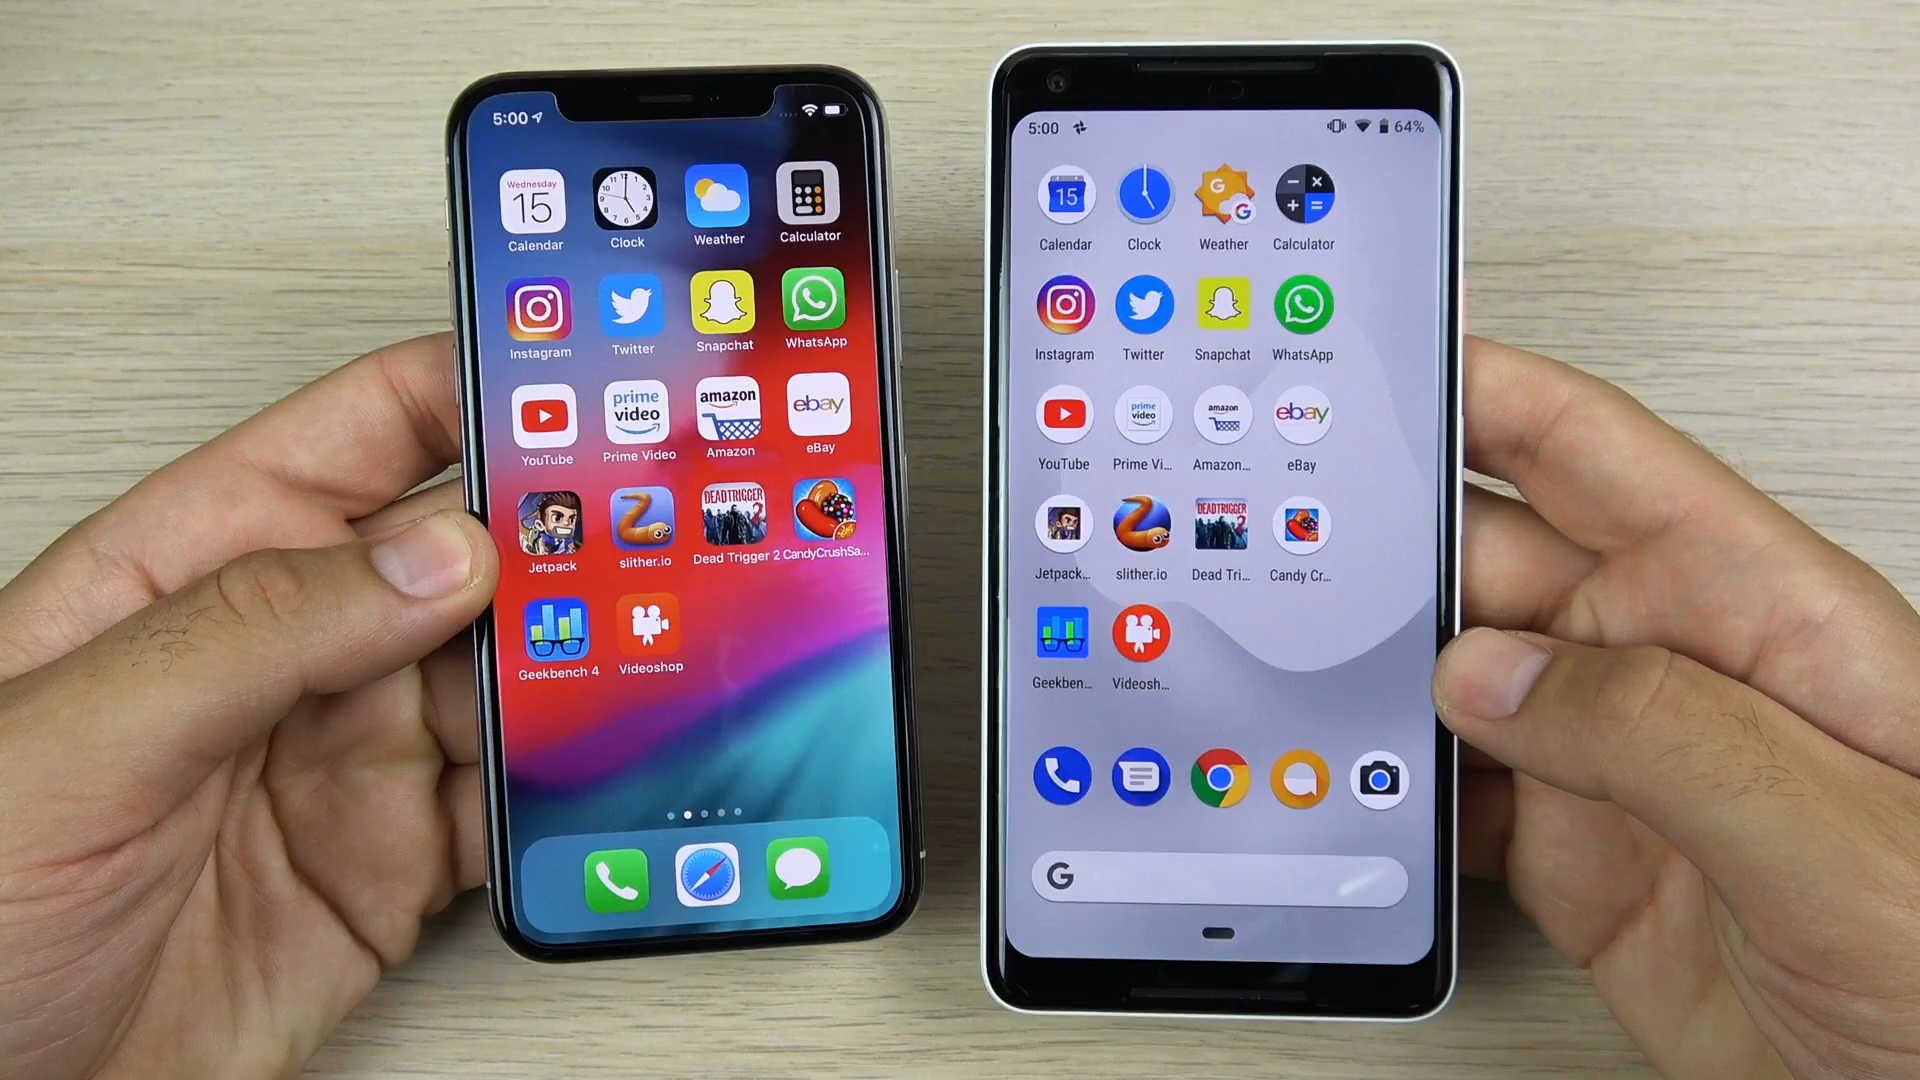 5:00
Wednesday
15
Calendar
Clock
Weather
Calculator
Instagram
Twitter
Snapchat
WhatsApp
prime
video
amazon
ebay
YouTube
Prime Video
Amazon
eBay
DEADTRIGGER
2
Jetpack
slither.io
Dead Trigger 2
CandyCrushSa...
Geekbench 4
Videoshop
5:00
64%
15
G
G
Calendar
Clock
Weather
Calculator
Instagram
Twitter
Snapchat
WhatsApp
prime
video
amazon
ebay
YouTube
Prime Vi...
Amazon...
eBay
DEADTRIGGER
2
Jetpack...
slither.io
Dead Tri...
Candy Cr...
Geekben...
Videosh...
G